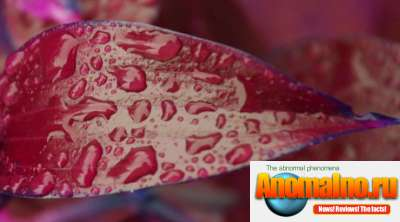 The abnormal phenomena
Anomalno.ru
News! Reviews! The facts!